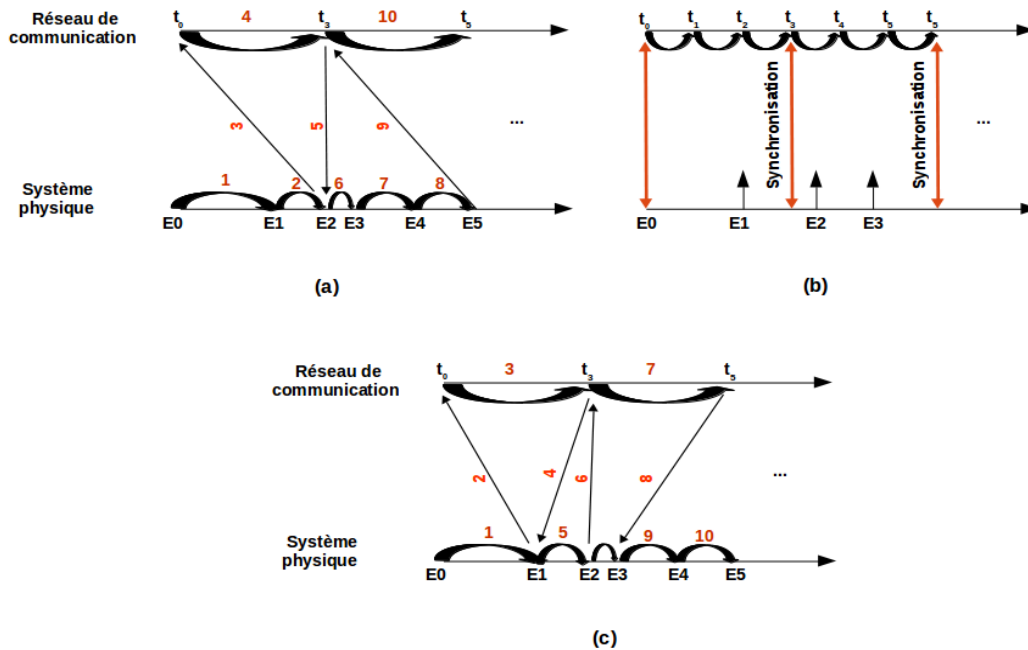 Réseau de
communication
t0 4 t3 10 t5
3 5 9
...
Système
physique
1 2 6 7 8
E0 E1 E2 E3 E4 E5
(a)
t0 t1 t2 t3 t4 t5 t5
Synchronisation
Synchronisation
...
E0 E1 E2 E3
(b)
Réseau de
communication
t0 3 t3 7 t5
2 4 6 8
...
Système
physique
1 5 9 10
E0 E1 E2 E3 E4 E5
(c)